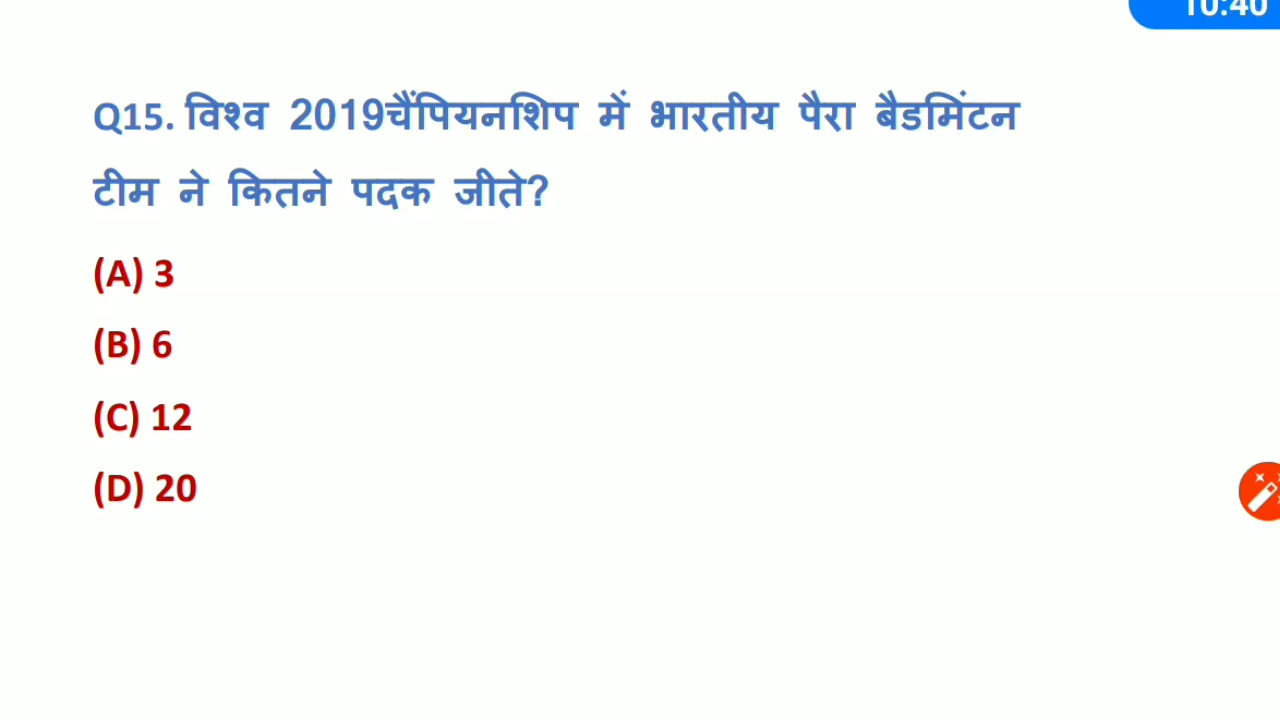 10:40
Q15. विश्व 2019चैंपियनशिप में भारतीय पैरा बैडमिंटन
टीम ने कितने पदक जीते?
(A) 3
(B) 6
(C) 12
(D) 20